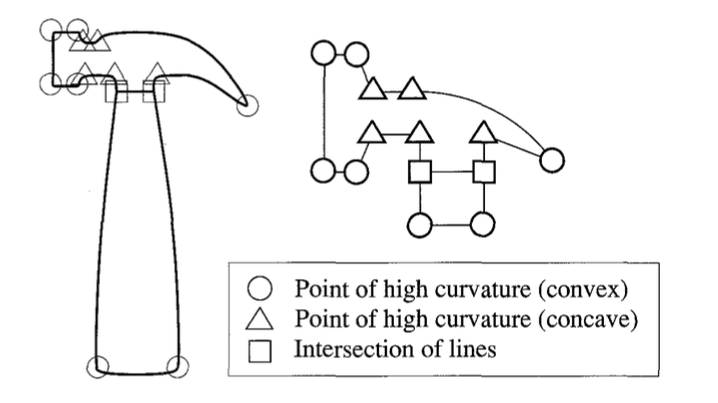 Point of high curvature (convex)
Point of high curvature (concave)
Intersection of lines